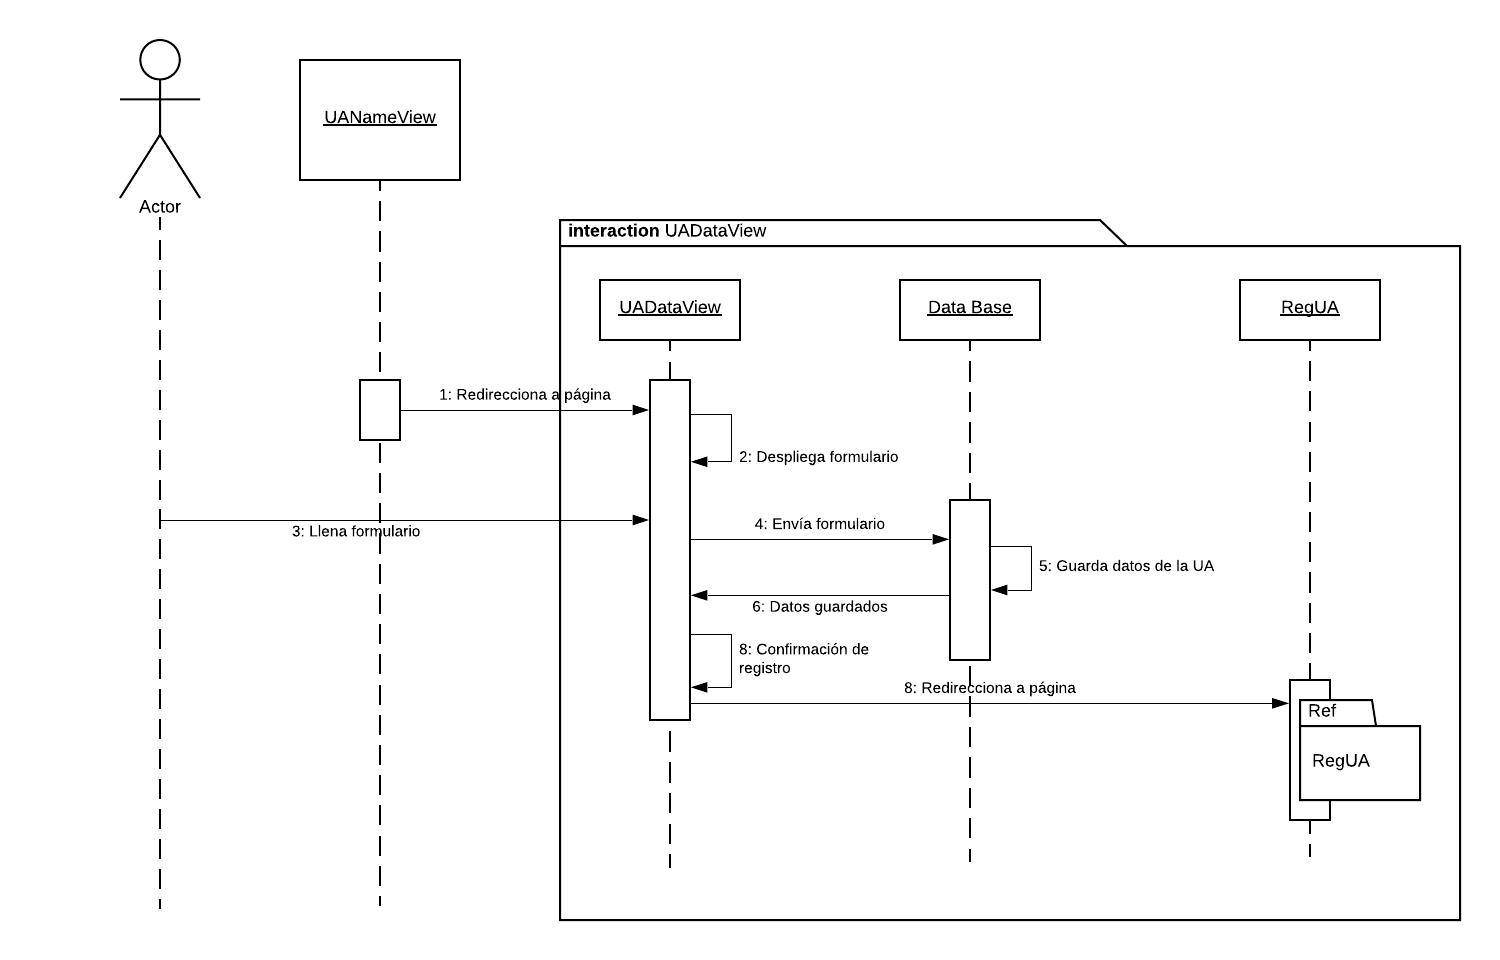 UANameView
Actor
interaction UADataView
UADataView
Data Base
RegUA
1: Redirecciona a página
2: Despliega formulario
3: Llena formulario
4: Envía formulario
5: Guarda datos de la UA
6: Datos guardados
8: Confirmación de
registro
8: Redirecciona a página
Ref
RegUA